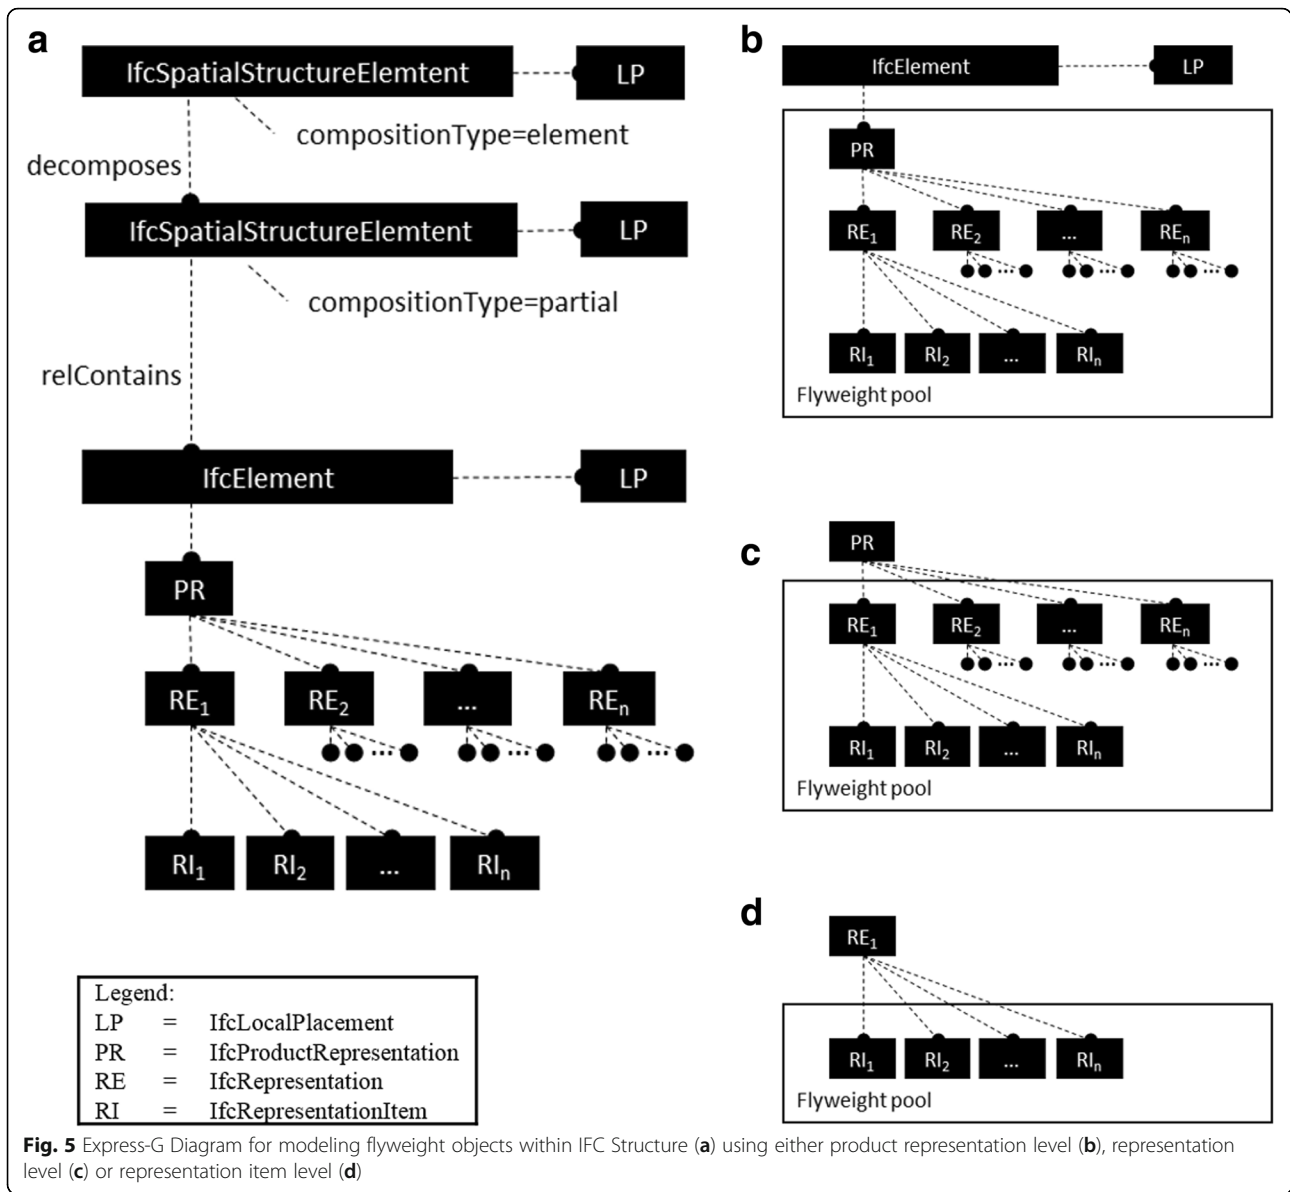 a
IfcSpatialStructureElemtent
LP
compositionType=element
decomposes
IfcSpatialStructureElemtent
LP
compositionType=partial
relContains
IfcElement
LP
PR
RE1 RE2 ... REn
...
...
...
RI1 RI2 ... RIn
Legend:
LP = IfcLocalPlacement
PR = IfcProductRepresentation
RE = IfcRepresentation
RI = IfcRepresentationItem
b
IfcElement
LP
PR
RE1 RE2 ... REn
...
...
...
RI1 RI2 ... RIn
Flyweight pool
c
PR
RE1 RE2 ... REn
...
...
...
RI1 RI2 ... RIn
Flyweight pool
d
RE1
RI1 RI2 ... RIn
Flyweight pool
Fig. 5 Express-G Diagram for modeling flyweight objects within IFC Structure (a) using either product representation level (b), representation
level (c) or representation item level (d)